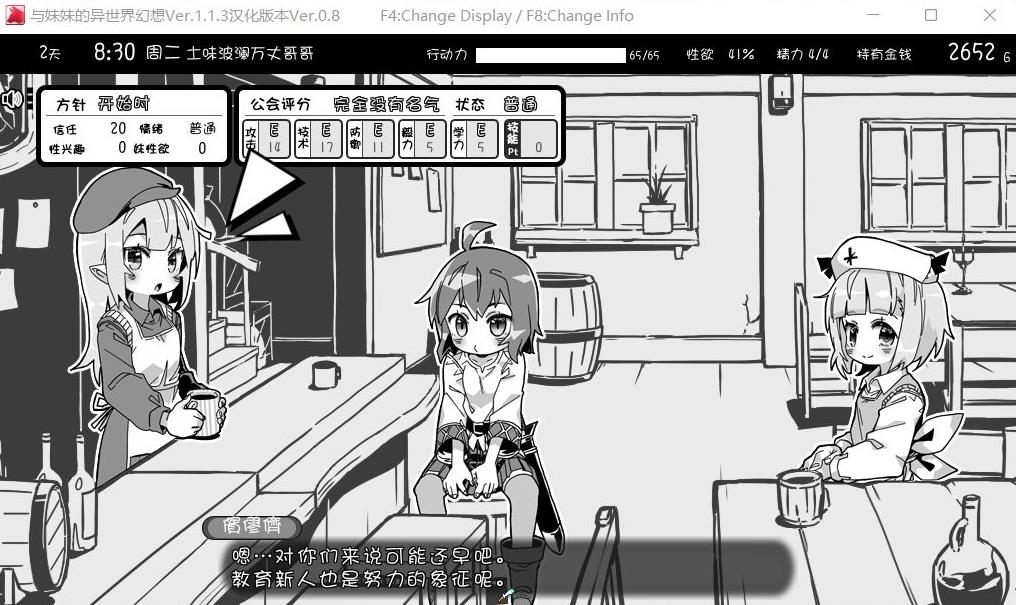 与妹妹的异世界幻想Ver.1.1.3汉化版本Ver.0.8 F4:Change Display / F8:Change Info
2天 8:30 周二 土味波澜万丈哥哥 行动力 65/65 性欲 41% 精力 4/4 持有金钱 2652 G
方针 开始时
信任 20 情绪 普通
性兴趣 0 妹性欲 0
公会评分 完全没有名气 状态 普通
攻击 E 14 技术 E 17 防御 E 11 魅力 E 5 学力 E 5 技能Pt 0
嗯…对你们来说可能还早吧。
教育新人也是努力的象征呢。